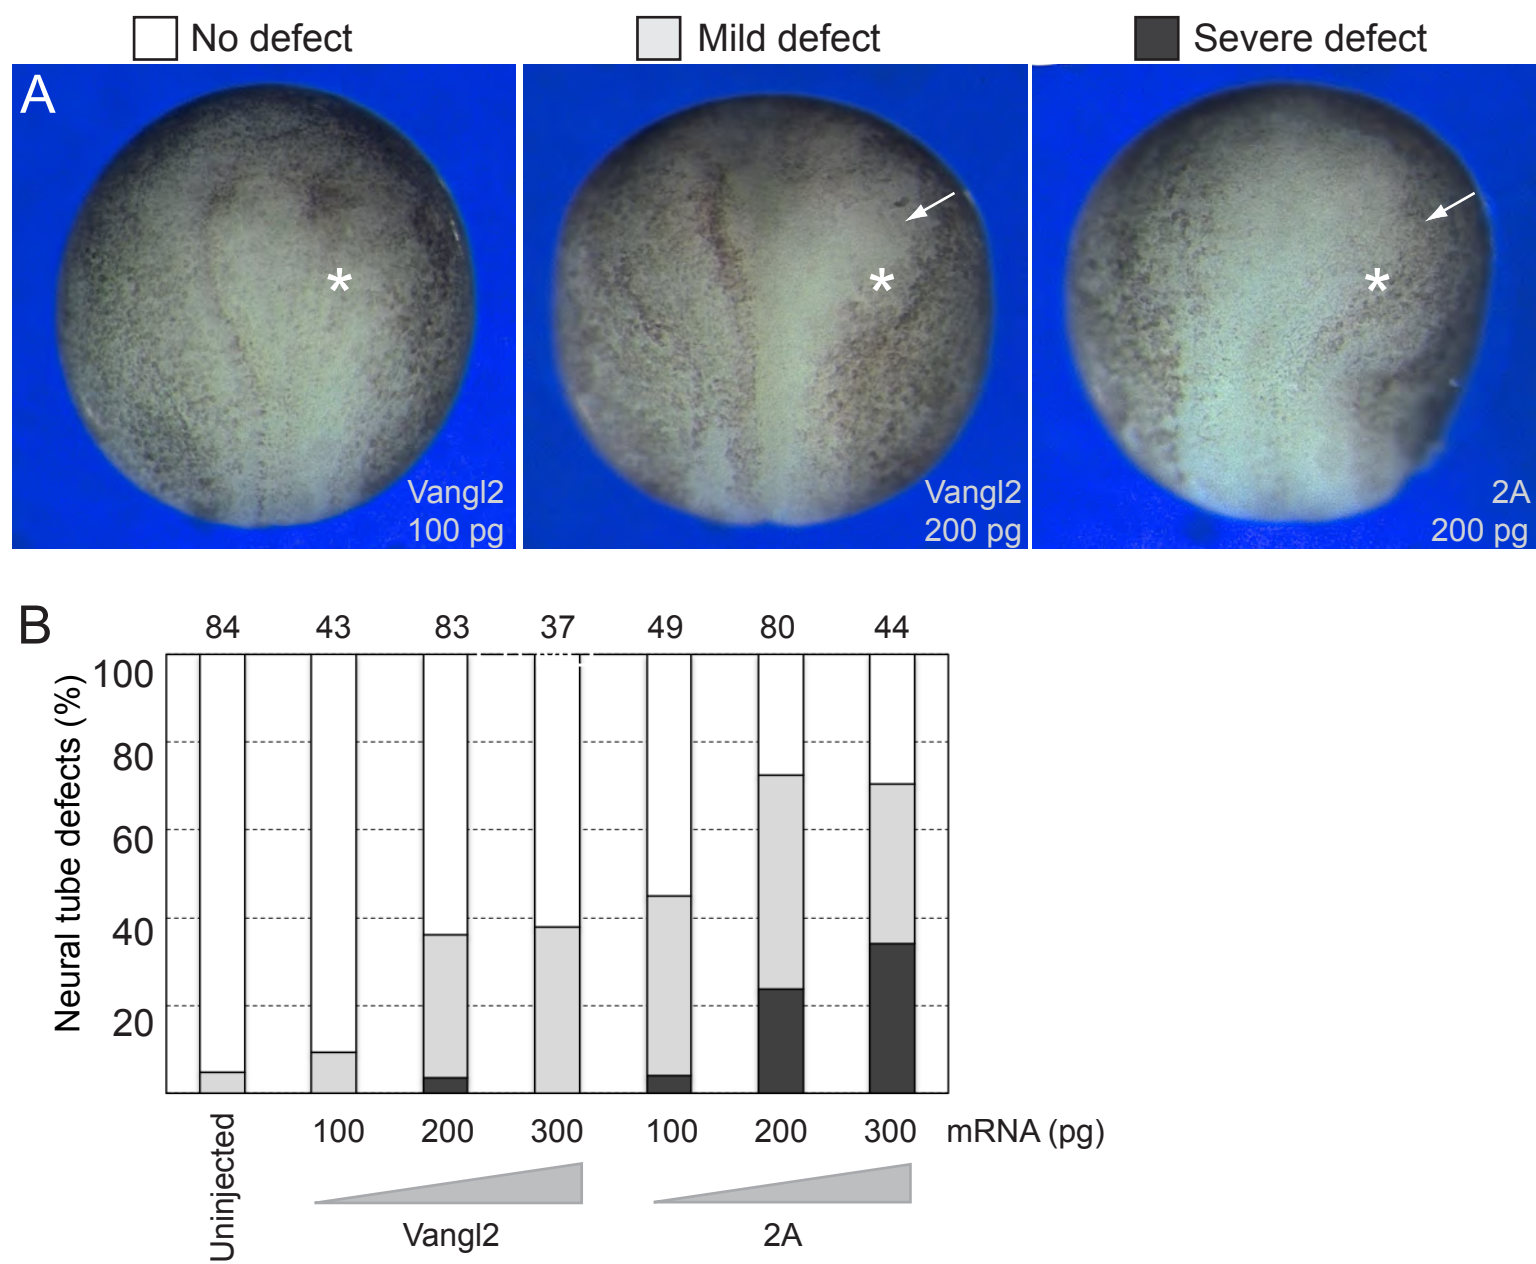 No defect
Mild defect
Severe defect
A
*
*
*
Vangl2
100 pg
Vangl2
200 pg
2A
200 pg
B
84 43 83 37 49 80 44
Neural tube defects (%)
100
80
60
40
20
Uninjected
100 200 300 100 200 300 mRNA (pg)
Vangl2 2A